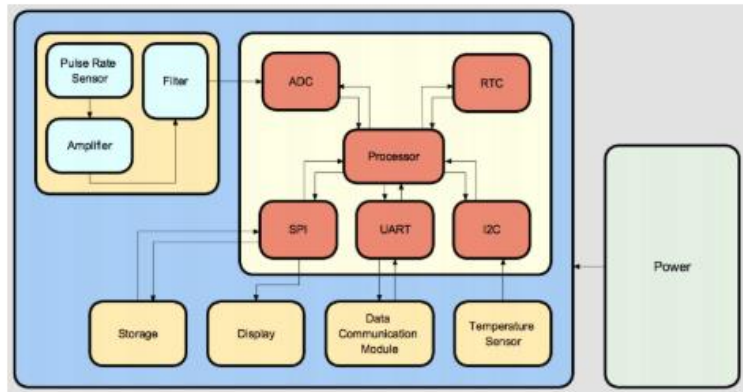 Pulse Rate
Sensor
Filter
Amplifier
ADC
RTC
Processor
SPI
UART
I2C
Storage
Display
Data
Communication
Module
Temperature
Sensor
Power